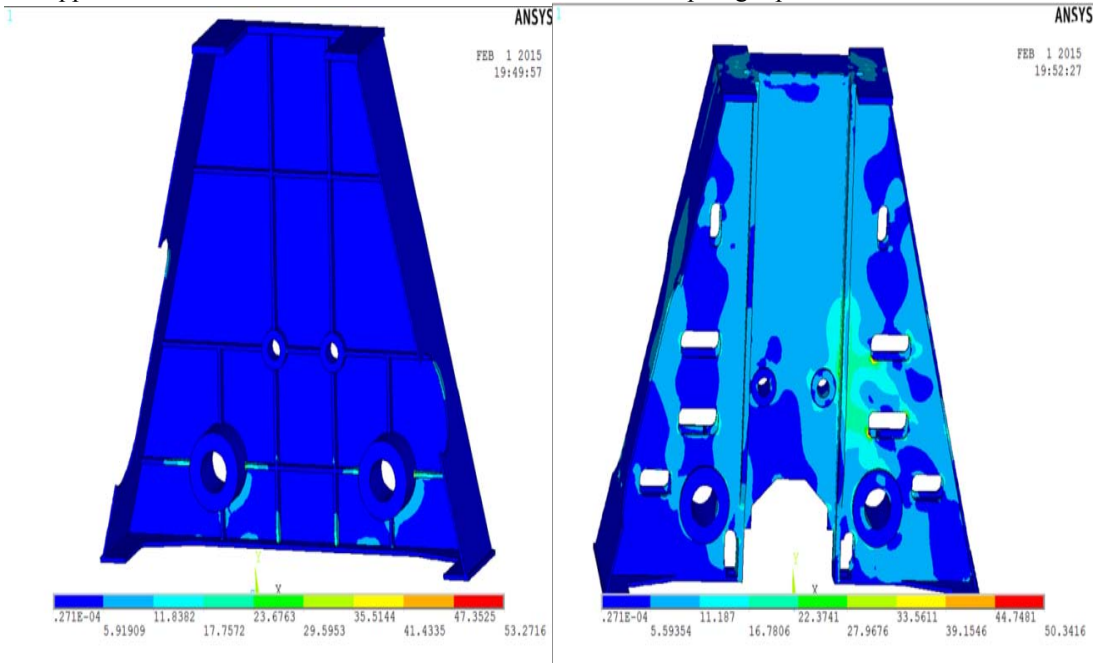 1
ANSYS
FEB 1 2015
19:49:57
Y
X
.271E-04
5.91909
11.8382
17.7572
23.6763
29.5953
35.5144
41.4335
47.3525
53.2716
1
ANSYS
FEB 1 2015
19:52:27
Y
X
.271E-04
5.59354
11.187
16.7806
22.3741
27.9676
33.5611
39.1546
44.7481
50.3416